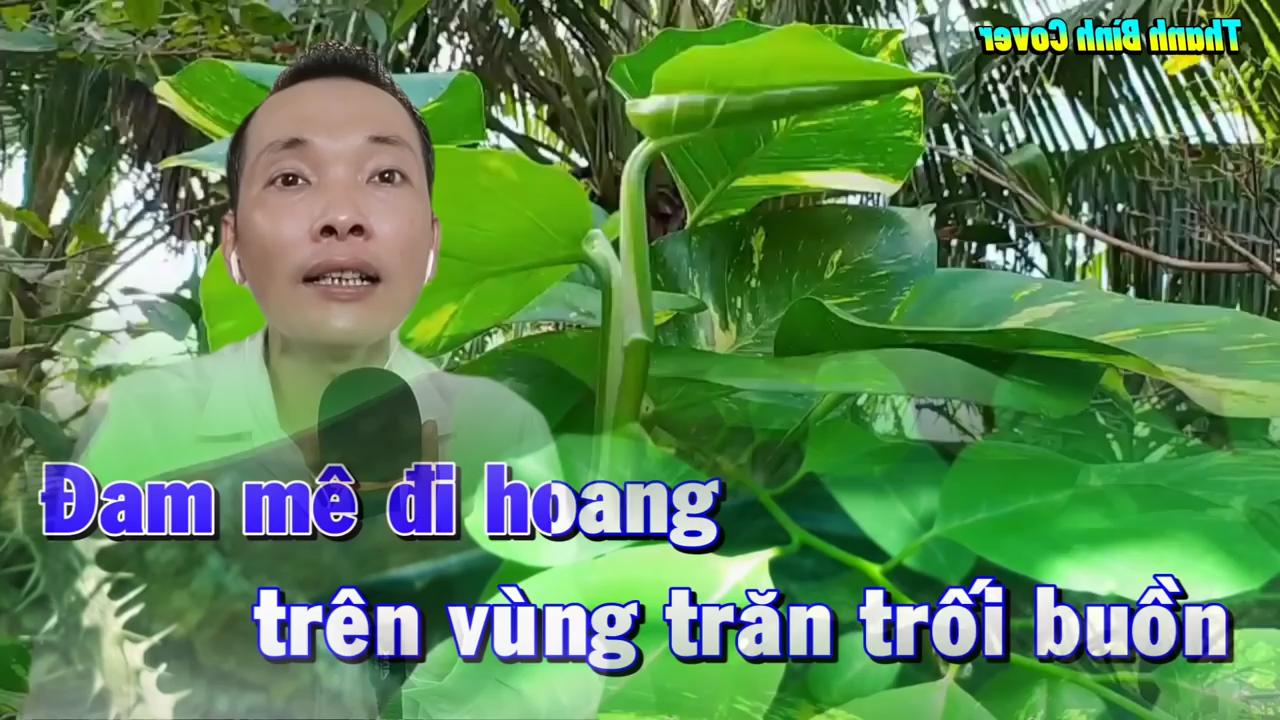 Thanh Bình Cover
Đam mê đi hoang
trên vùng trăn trối buồn